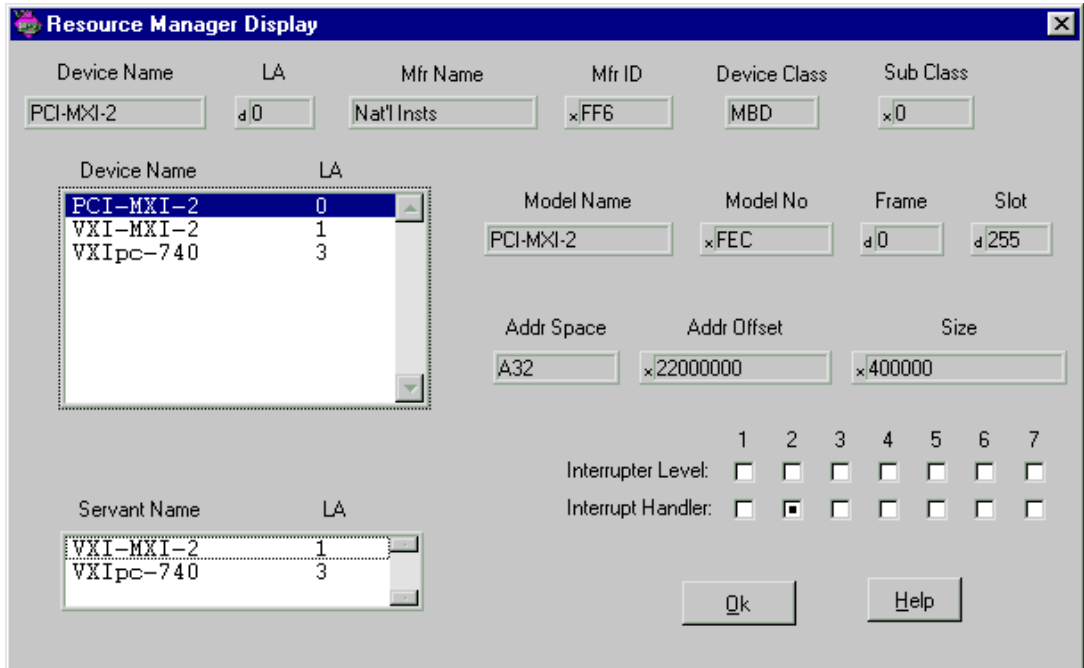 Resource Manager Display
Device Name LA Mfr Name Mfr ID Device Class Sub Class
PCI-MXI-2 d 0 Nat'l Insts x FF6 MBD x 0
Device Name LA
PCI-MXI-2 0
VXI-MXI-2 1
VXIpc-740 3
Model Name Model No Frame Slot
PCI-MXI-2 x FEC d 0 d 255
Addr Space Addr Offset Size
A32 x 22000000 x 400000
1 2 3 4 5 6 7
Interrupter Level:
Interrupt Handler:
Servant Name LA
VXI-MXI-2 1
VXIpc-740 3
Ok Help